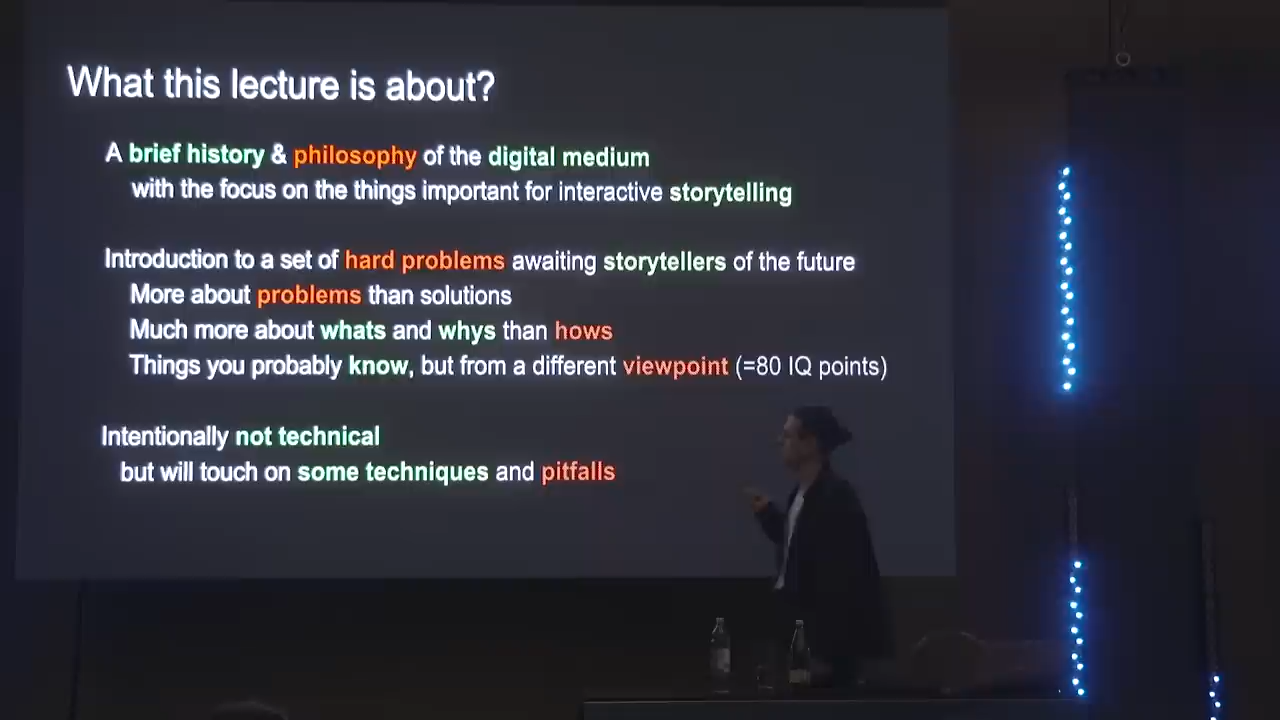 What this lecture is about?
A brief history & philosophy of the digital medium
with the focus on the things important for interactive storytelling
Introduction to a set of hard problems awaiting storytellers of the future
More about problems than solutions
Much more about whats and whys than hows
Things you probably know, but from a different viewpoint (=80 IQ points)
Intentionally not technical
but will touch on some techniques and pitfalls